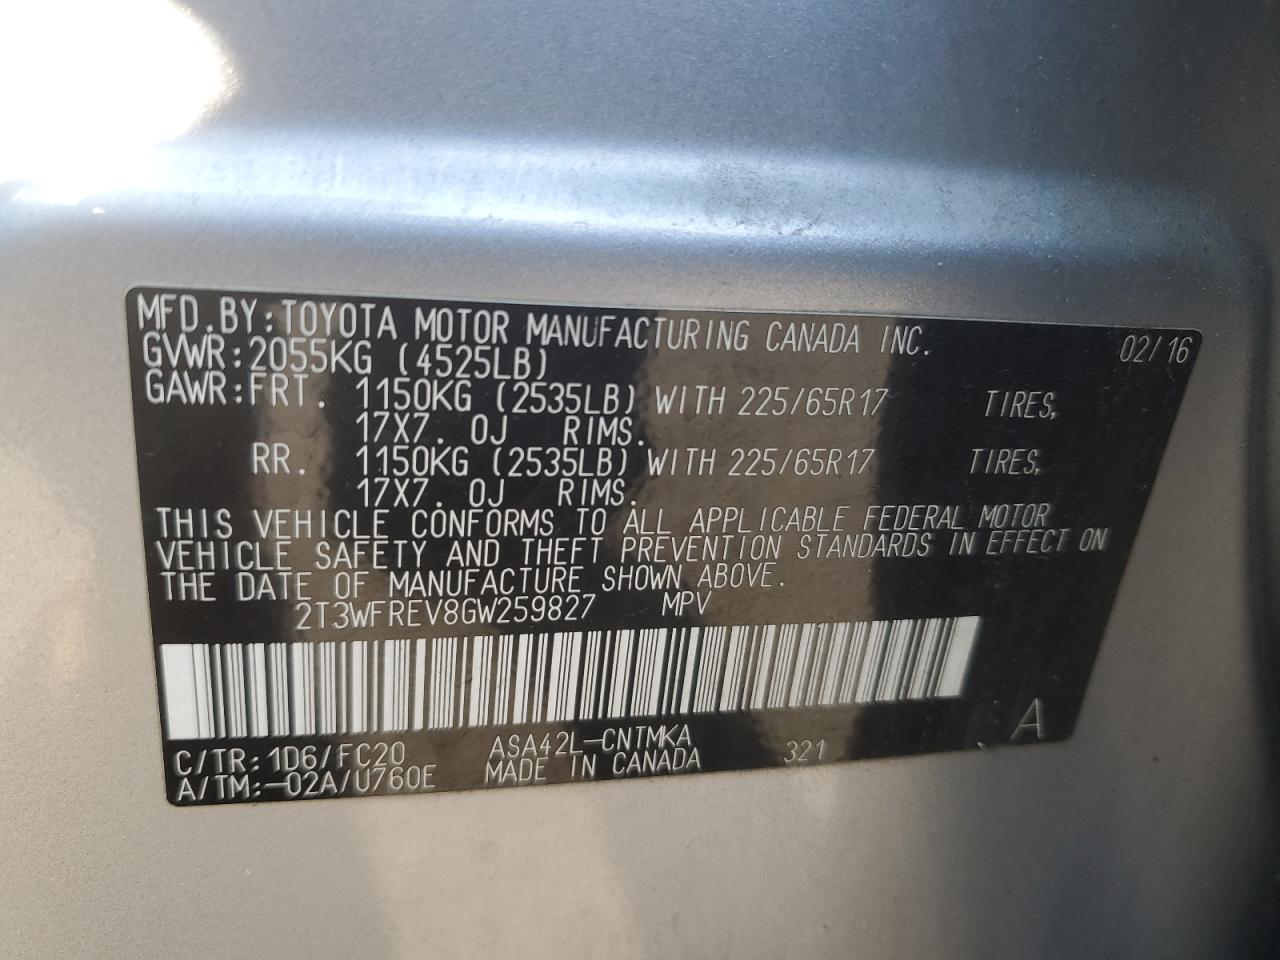 MFD.BY:TOYOTA MOTOR MANUFACTURING CANADA INC. 02/16
GVWR:2055KG (4525LB)
GAWR:FRT. 1150KG (2535LB) WITH 225/65R17 TIRES,
17X7.0J RIMS.
RR. 1150KG (2535LB) WITH 225/65R17 TIRES,
17X7.0J RIMS.
THIS VEHICLE CONFORMS TO ALL APPLICABLE FEDERAL MOTOR
VEHICLE SAFETY AND THEFT PREVENTION STANDARDS IN EFFECT ON
THE DATE OF MANUFACTURE SHOWN ABOVE.
2T3WFREV8GW259827 MPV
A
C/TR:1D6/FC20 ASA42L-CNTMKA 321
A/TM:-02A/U760E MADE IN CANADA